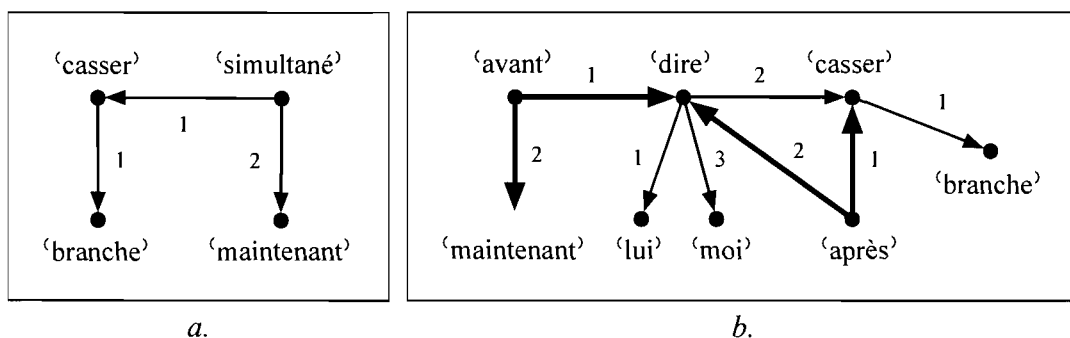 ‘casser’ ‘simultané’
1
1 2
‘branche’ ‘maintenant’
a.
‘avant’ ‘dire’ ‘casser’
1 2 1
2 1 3 2 1
‘branche’
‘maintenant’ ‘lui’ ‘moi’ ‘après’
b.